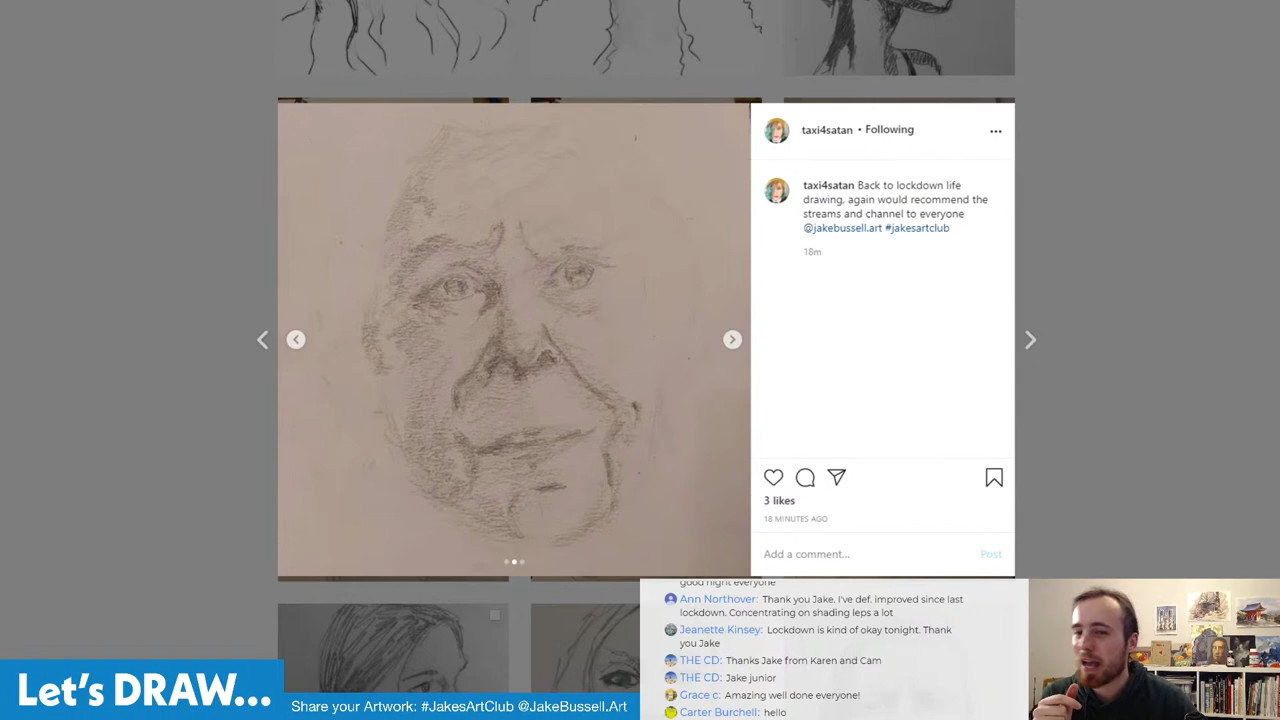 taxi4satan • Following
taxi4satan Back to lockdown life
drawing, again would recommend the
streams and channel to everyone
@jakebussell.art #jakesartclub
18m
3 likes
18 MINUTES AGO
Add a comment...
Post
good night everyone
Ann Northover: Thank you Jake. I've def. improved since last
lockdown. Concentrating on shading leps a lot
Jeanette Kinsey: Lockdown is kind of okay tonight. Thank
you Jake
THE CD: Thanks Jake from Karen and Cam
THE CD: Jake junior
Grace c: Amazing well done everyone!
Carter Burchell: hello
Let's DRAW...
Share your Artwork: #JakesArtClub @JakeBussell.Art